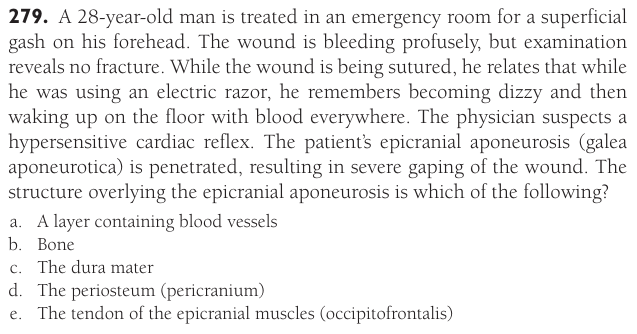 279. A 28-year-old man is treated in an emergency room for a superficial
gash on his forehead. The wound is bleeding profusely, but examination
reveals no fracture. While the wound is being sutured, he relates that while
he was using an electric razor, he remembers becoming dizzy and then
waking up on the floor with blood everywhere. The physician suspects a
hypersensitive cardiac reflex. The patient's epicranial aponeurosis (galea
aponeurotica) is penetrated, resulting in severe gaping of the wound. The
structure overlying the epicranial aponeurosis is which of the following?
a. A layer containing blood vessels
b. Bone
c. The dura mater
d. The periosteum (pericranium)
e. The tendon of the epicranial muscles (occipitofrontalis)